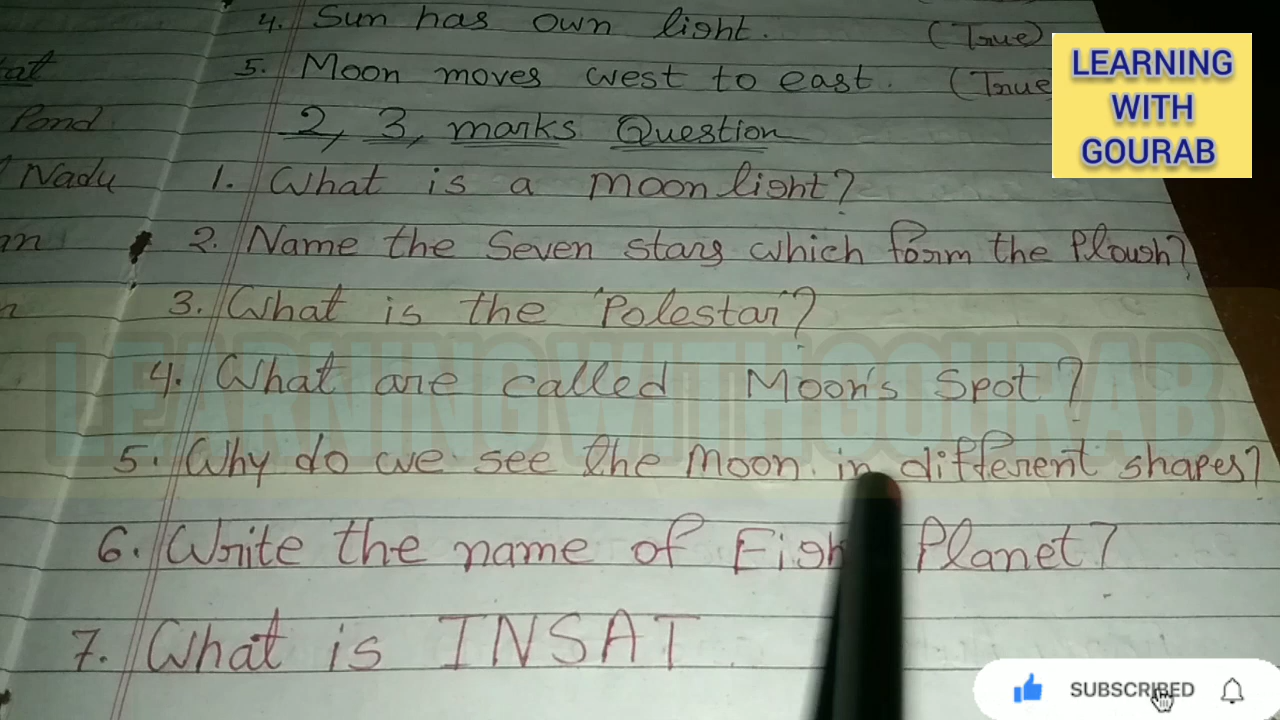 4. Sun has own light. (True)
5. Moon moves west to east. (True
Pond
2, 3, marks Question
Nadu
1. What is a moon light?
2. Name the Seven stars which form the Plough?
3. What is the 'Polestar'?
4. What are called Moon's Spot?
5. Why do we see the Moon in different shapes?
6. Write the name of Eigh Planet?
7. What is INSAT
LEARNING
WITH
GOURAB
LEARNINGWITHGOURAB
SUBSCRIBED